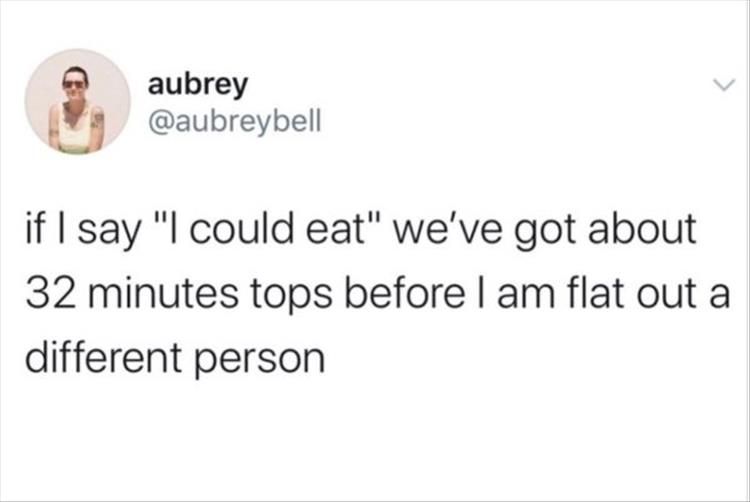 aubrey
@aubreybell
if I say "I could eat" we've got about
32 minutes tops before I am flat out a
different person